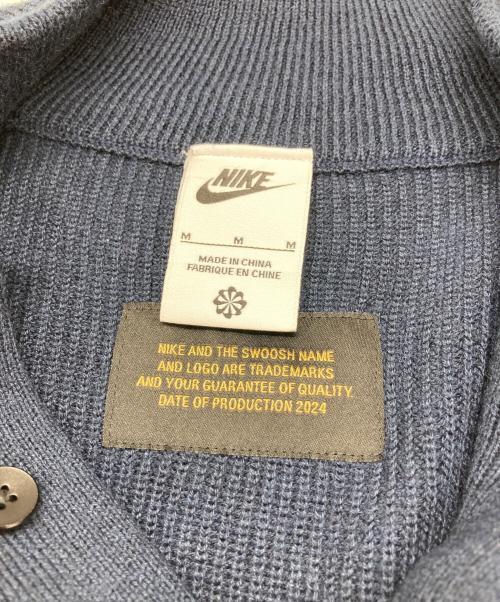 NIKE
M M M
MADE IN CHINA
FABRIQUE EN CHINE
NIKE AND THE SWOOSH NAME
AND LOGO ARE TRADEMARKS
AND YOUR GUARANTEE OF QUALITY.
DATE OF PRODUCTION 2024